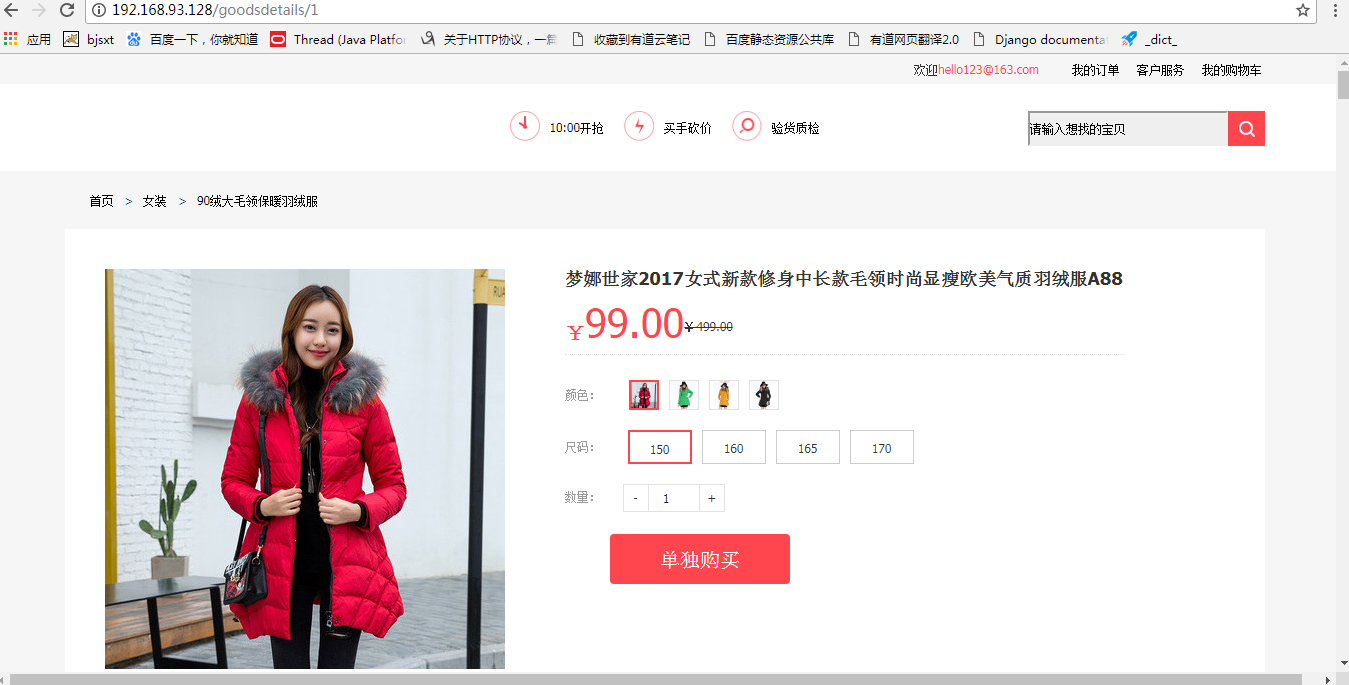 192.168.93.128/goodsdetails/1
应用 bjsxt 百度一下，你就知道 Thread (Java Platfor 关于HTTP协议，一篇 收藏到有道云笔记 百度静态资源公共库 有道网页翻译2.0 Django documentat _dict_
欢迎hello123@163.com 我的订单 客户服务 我的购物车
10:00开抢 买手砍价 验货质检 请输入想找的宝贝
首页 > 女装 > 90绒大毛领保暖羽绒服
梦娜世家2017女式新款修身中长款毛领时尚显瘦欧美气质羽绒服A88
¥99.00 ¥ 499.00
颜色：
尺码： 150 160 165 170
数量： - 1 +
单独购买